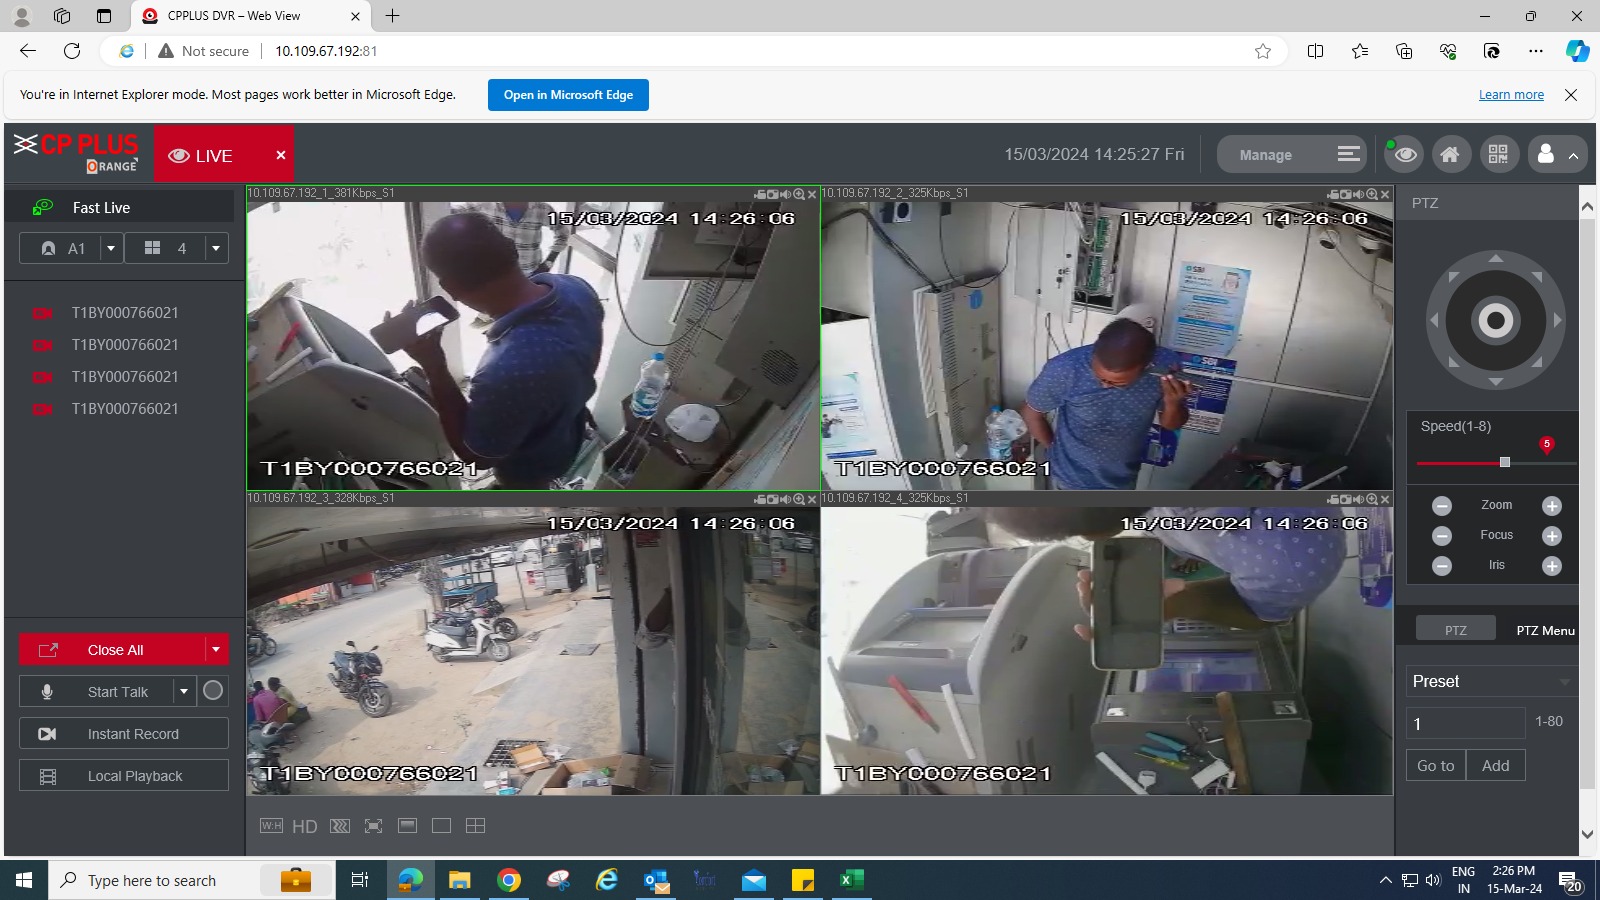 CPPLUS DVR – Web View
Not secure
10.109.67.192:81
You're in Internet Explorer mode. Most pages work better in Microsoft Edge.
Open in Microsoft Edge
Learn more
CP PLUS
ORANGE
LIVE
15/03/2024 14:25:27 Fri
Manage
Fast Live
A1
4
T1BY000766021
T1BY000766021
T1BY000766021
T1BY000766021
Close All
Start Talk
Instant Record
Local Playback
10.109.67.192_1_381Kbps_S1
15/03/2024 14:26:06
T1BY000766021
10.109.67.192_2_325Kbps_S1
15/03/2024 14:26:06
SBI
SBI
T1BY000766021
10.109.67.192_3_328Kbps_S1
15/03/2024 14:26:06
T1BY000766021
10.109.67.192_4_325Kbps_S1
15/03/2024 14:26:06
T1BY000766021
W:H
HD
PTZ
Speed(1-8)
5
Zoom
Focus
Iris
PTZ
PTZ Menu
Preset
1
1-80
Go to
Add
Type here to search
ENG
IN
2:26 PM
15-Mar-24
20